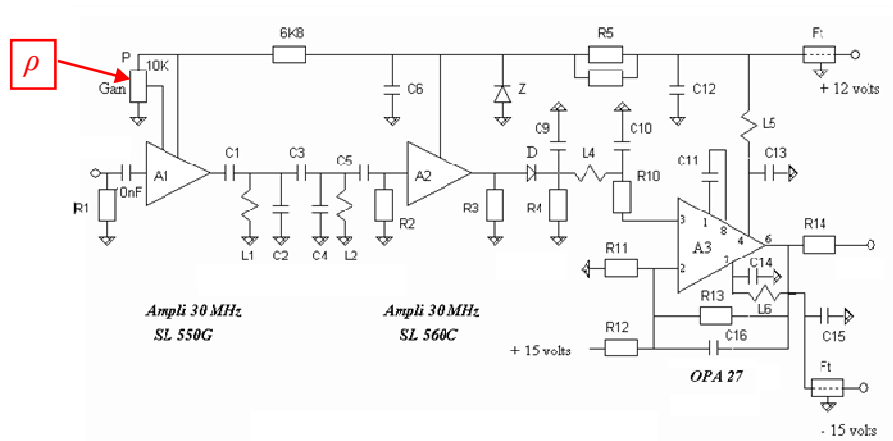 ρ
P
10K
Gain
6K8
R5
Ft
+ 12 volts
C6
Z
C12
L5
C9
C10
C11
C13
A1
C1
C3
C5
A2
D
L4
R10
R1
0nF
R2
R3
R4
L1
C2
C4
L2
3
1
8
A3
4
6
2
R14
R11
C14
R13
L6
C15
R12
C16
+ 15 volts
Ampli 30 MHz
SL 550G
Ampli 30 MHz
SL 560C
OPA 27
Ft
- 15 volts